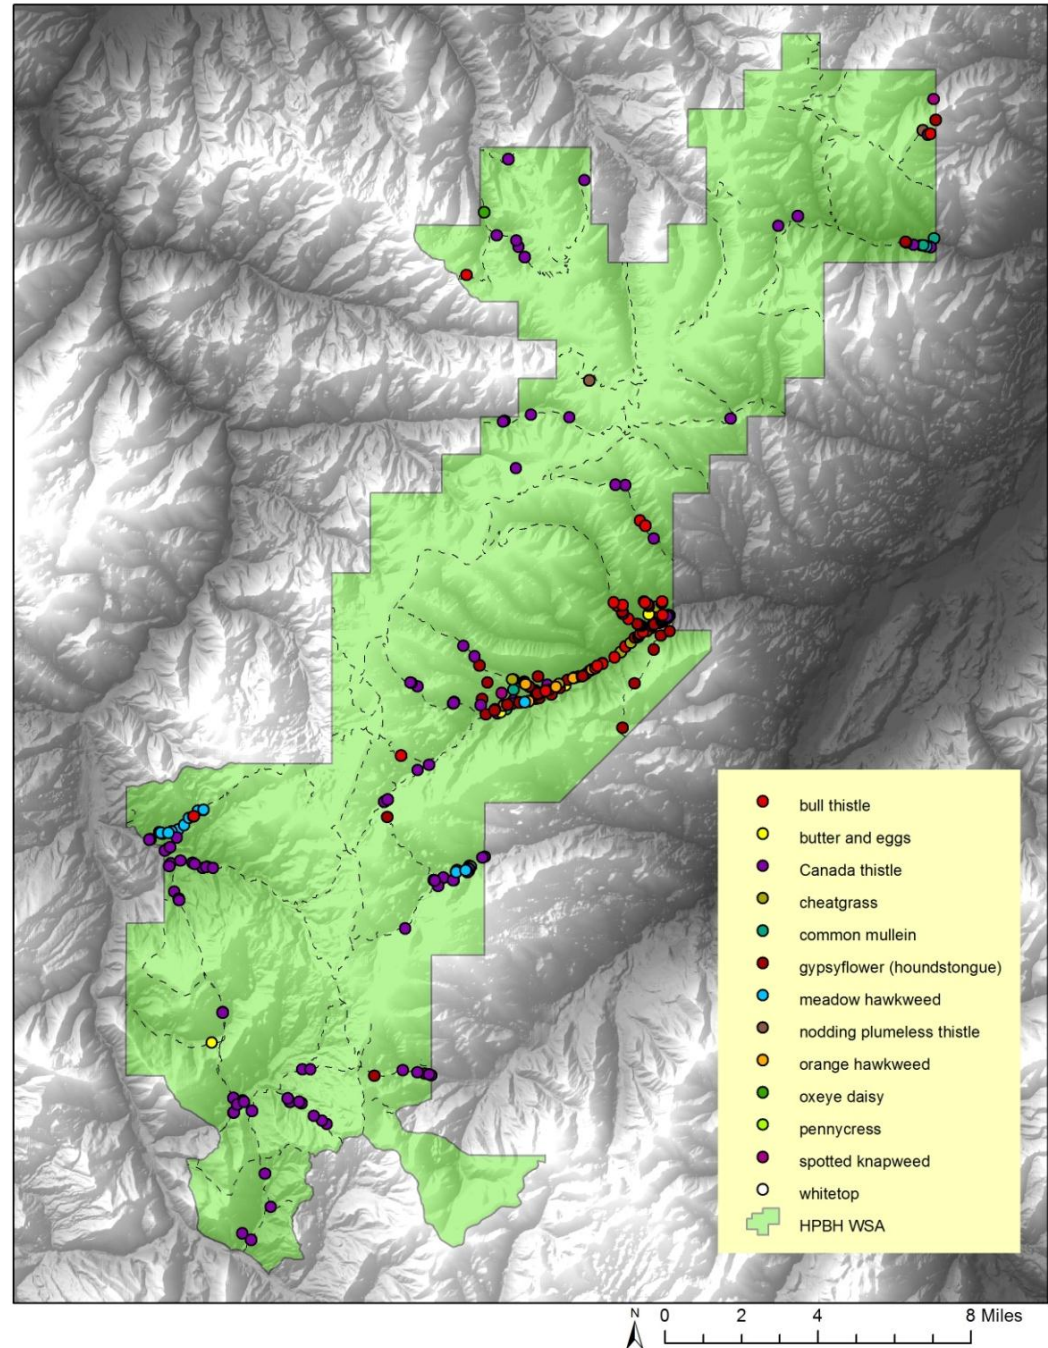 bull thistle
butter and eggs
Canada thistle
cheatgrass
common mullein
gypsyflower (houndstongue)
meadow hawkweed
nodding plumeless thistle
orange hawkweed
oxeye daisy
pennycress
spotted knapweed
whitetop
HPBH WSA
N
0 2 4 8 Miles